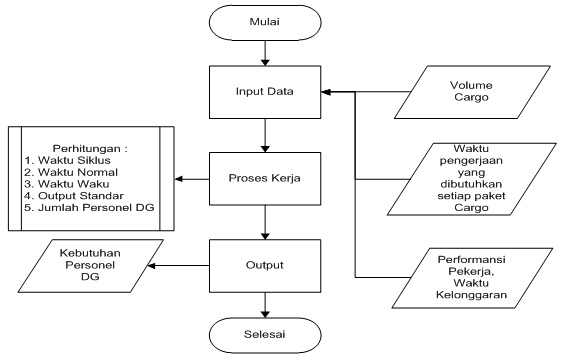 Mulai
Input Data
Volume
Cargo
Perhitungan :
1. Waktu Siklus
2. Waktu Normal
3. Waktu Waku
4. Output Standar
5. Jumlah Personel DG
Proses Kerja
Waktu
pengerjaan
yang
dibutuhkan
setiap paket
Cargo
Kebutuhan
Personel
DG
Output
Performansi
Pekerja,
Waktu
Kelonggaran
Selesai